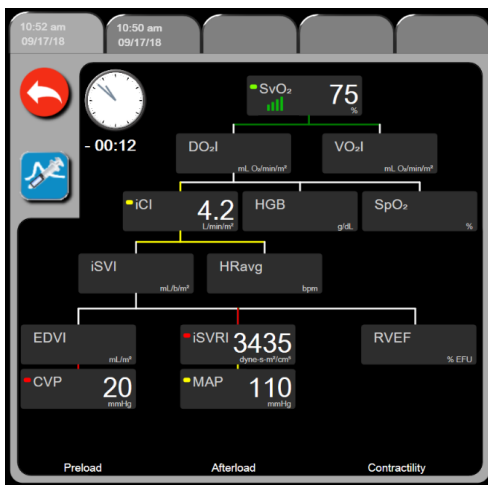 10:52 am 10:50 am
09/17/18 09/17/18
SvO₂ 75
%
- 00:12
DO₂I VO₂I
mL O₂/min/m² mL O₂/min/m²
iCI 4.2 HGB SpO₂
L/min/m² g/dL %
iSVI HRavg
mL/b/m² bpm
EDVI iSVRI 3435 RVEF
mL/m² dyne-s-m²/cm⁵ % EFU
CVP 20 MAP 110
mmHg mmHg
Preload Afterload Contractility